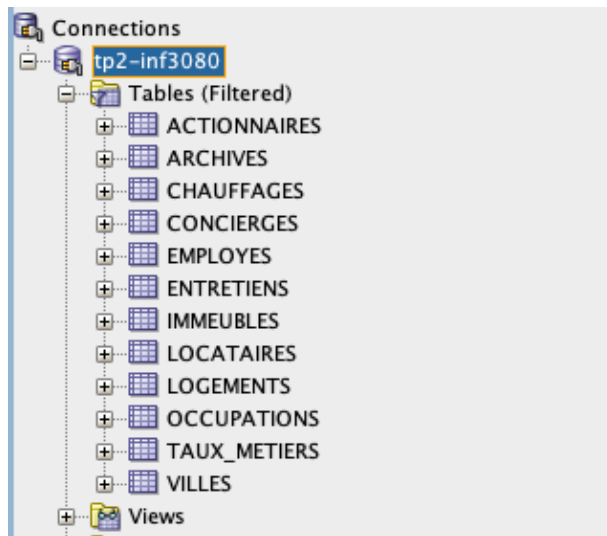 Connections
tp2-inf3080
Tables (Filtered)
ACTIONNAIRES
ARCHIVES
CHAUFFAGES
CONCIERGES
EMPLOYES
ENTRETIENS
IMMEUBLES
LOCATAIRES
LOGEMENTS
OCCUPATIONS
TAUX_METIERS
VILLES
Views